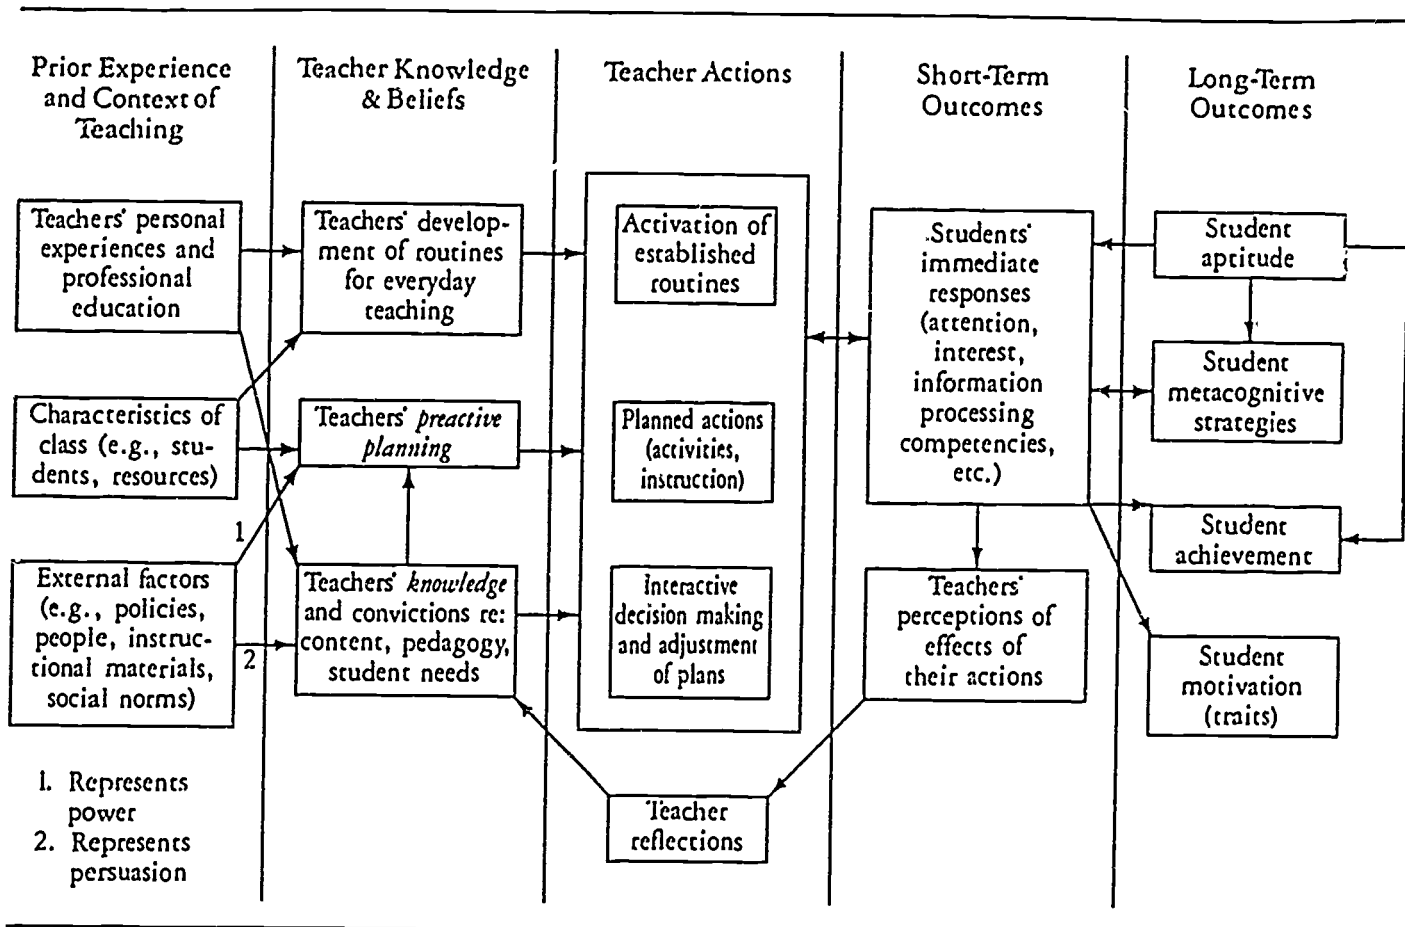 Prior Experience
and Context of
Teaching
Teacher Knowledge
& Beliefs
Teacher Actions
Short-Term
Outcomes
Long-Term
Outcomes
Teachers' personal
experiences and
professional
education
Characteristics of
class (e.g., stu-
dents, resources)
1
External factors
(e.g., policies,
people, instruc-
tional materials,
social norms)
2
1. Represents
power
2. Represents
persuasion
Teachers' develop-
ment of routines
for everyday
teaching
Teachers' preactive
planning
Teachers' knowledge
and convictions re:
content, pedagogy,
student needs
Activation of
established
routines
Planned actions
(activities,
instruction)
Interactive
decision making
and adjustment
of plans
Teacher
reflections
Students'
immediate
responses
(attention,
interest,
information
processing
competencies,
etc.)
Teachers'
perceptions of
effects of
their actions
Student
aptitude
Student
metacognitive
strategies
Student
achievement
Student
motivation
(traits)